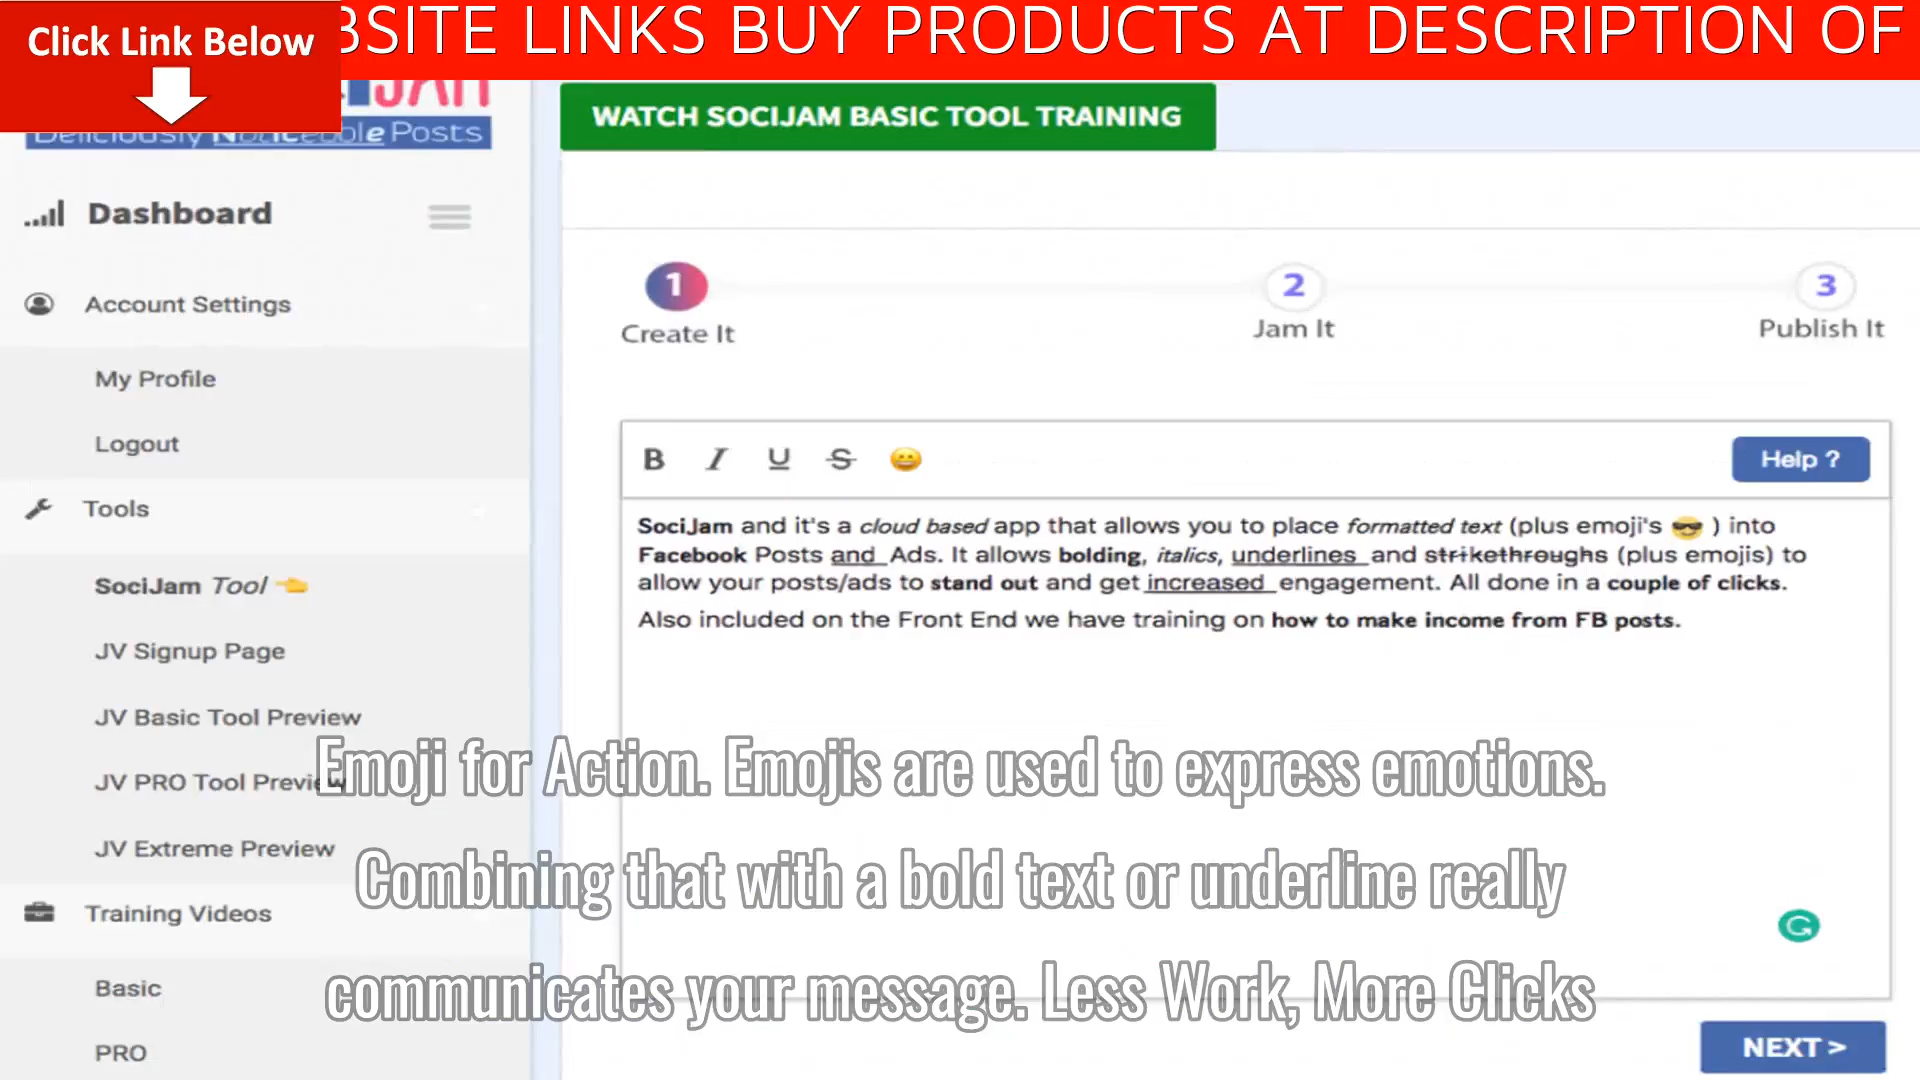 Click Link Below
BSITE LINKS BUY PRODUCTS AT DESCRIPTION OF
Deliciously Noticeable Posts
WATCH SOCIJAM BASIC TOOL TRAINING
Dashboard
Account Settings
My Profile
Logout
Tools
SociJam Tool 👈
JV Signup Page
JV Basic Tool Preview
JV PRO Tool Preview
JV Extreme Preview
Training Videos
Basic
PRO
1
Create It
2
Jam It
3
Publish It
B I U S 😀
Help ?
SociJam and it's a cloud based app that allows you to place formatted text (plus emoji's 😎 ) into
Facebook Posts and Ads. It allows bolding, italics, underlines and strikethroughs (plus emojis) to
allow your posts/ads to stand out and get increased engagement. All done in a couple of clicks.
Also included on the Front End we have training on how to make income from FB posts.
Emoji for Action. Emojis are used to express emotions.
Combining that with a bold text or underline really
communicates your message. Less Work, More Clicks
NEXT >